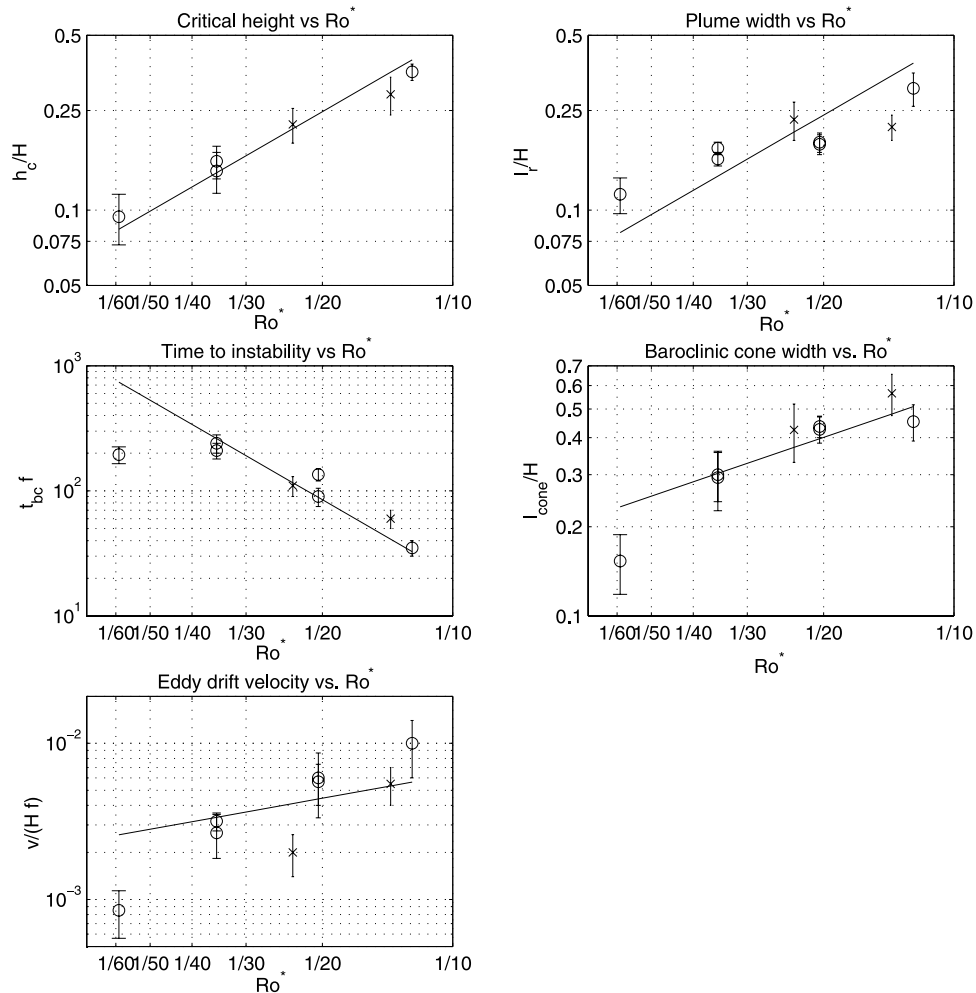 Critical height vs Ro*
0.5
0.25
0.1
0.075
0.05
h_c/H
1/60 1/50 1/40 1/30 1/20 1/10
Ro*
Plume width vs Ro*
0.5
0.25
0.1
0.075
0.05
l_r/H
1/60 1/50 1/40 1/30 1/20 1/10
Ro*
Time to instability vs Ro*
10^3
10^2
10^1
t_bc f
1/60 1/50 1/40 1/30 1/20 1/10
Ro*
Baroclinic cone width vs. Ro*
0.7
0.6
0.5
0.4
0.3
0.2
0.1
l_cone/H
1/60 1/50 1/40 1/30 1/20 1/10
Ro*
Eddy drift velocity vs. Ro*
10^-2
10^-3
v/(H f)
1/60 1/50 1/40 1/30 1/20 1/10
Ro*